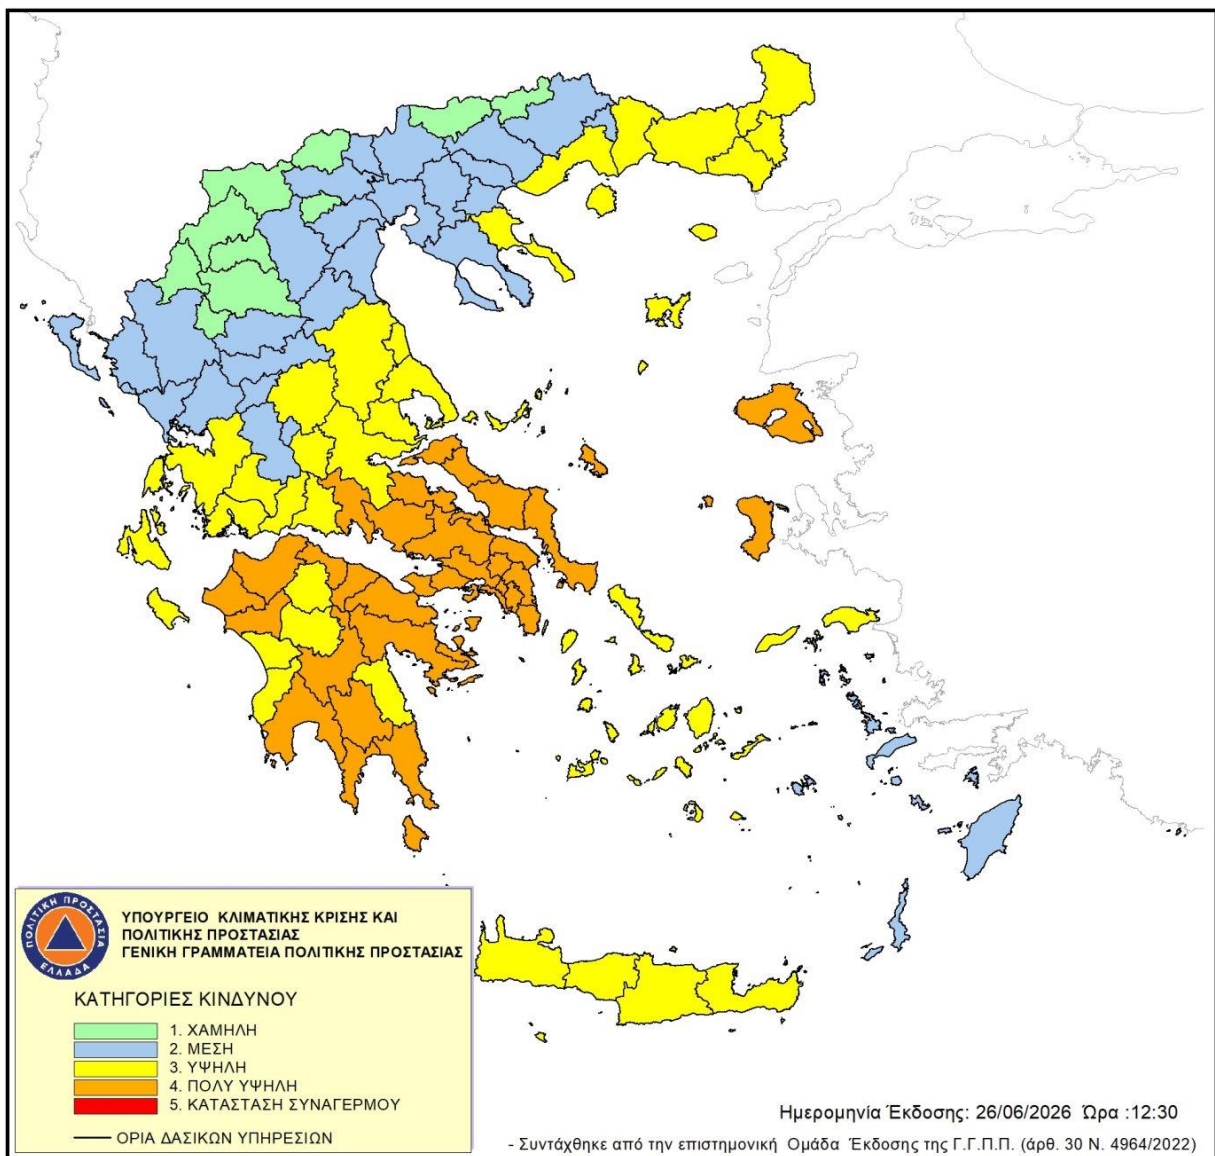 ΠΟΛΙΤΙΚΗ ΠΡΟΣΤΑΣΙΑ
ΕΛΛΑΔΑ
ΥΠΟΥΡΓΕΙΟ ΚΛΙΜΑΤΙΚΗΣ ΚΡΙΣΗΣ ΚΑΙ
ΠΟΛΙΤΙΚΗΣ ΠΡΟΣΤΑΣΙΑΣ
ΓΕΝΙΚΗ ΓΡΑΜΜΑΤΕΙΑ ΠΟΛΙΤΙΚΗΣ ΠΡΟΣΤΑΣΙΑΣ
ΚΑΤΗΓΟΡΙΕΣ ΚΙΝΔΥΝΟΥ
1. ΧΑΜΗΛΗ
2. ΜΕΣΗ
3. ΥΨΗΛΗ
4. ΠΟΛΥ ΥΨΗΛΗ
5. ΚΑΤΑΣΤΑΣΗ ΣΥΝΑΓΕΡΜΟΥ
ΟΡΙΑ ΔΑΣΙΚΩΝ ΥΠΗΡΕΣΙΩΝ
Ημερομηνία Έκδοσης: 26/06/2026 Ώρα :12:30
- Συντάχθηκε από την επιστημονική Ομάδα Έκδοσης της Γ.Γ.Π.Π. (άρθ. 30 Ν. 4964/2022)